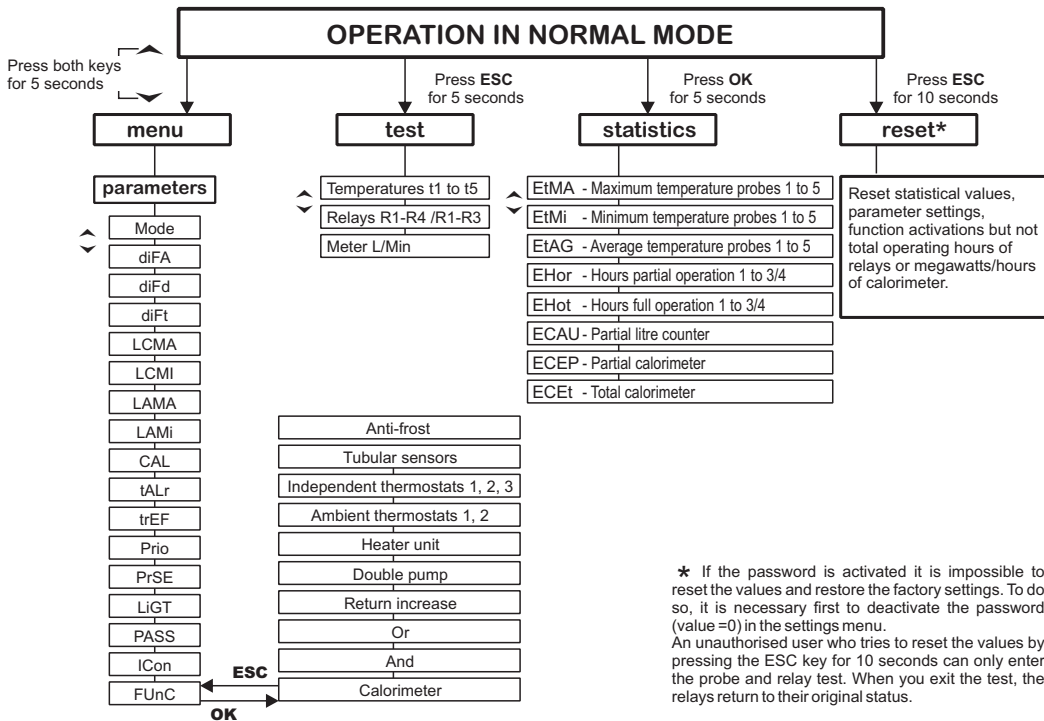 OPERATION IN NORMAL MODE
Press both keys
for 5 seconds
Press ESC
for 5 seconds
Press OK
for 5 seconds
Press ESC
for 10 seconds
menu
test
statistics
reset*
parameters
Mode
diFA
diFd
diFt
LCMA
LCMI
LAMA
LAMi
CAL
tALr
trEF
Prio
PrSE
LiGT
PASS
ICon
FUnC
ESC
OK
Temperatures t1 to t5
Relays R1-R4 /R1-R3
Meter L/Min
Anti-frost
Tubular sensors
Independent thermostats 1, 2, 3
Ambient thermostats 1, 2
Heater unit
Double pump
Return increase
Or
And
Calorimeter
EtMA - Maximum temperature probes 1 to 5
EtMi - Minimum temperature probes 1 to 5
EtAG - Average temperature probes 1 to 5
EHor - Hours partial operation 1 to 3/4
EHot - Hours full operation 1 to 3/4
ECAU - Partial litre counter
ECEP - Partial calorimeter
ECEt - Total calorimeter
Reset statistical values,
parameter settings,
function activations but not
total operating hours of
relays or megawatts/hours
of calorimeter.
* If the password is activated it is impossible to
reset the values and restore the factory settings. To do
so, it is necessary first to deactivate the password
(value =0) in the settings menu.
An unauthorised user who tries to reset the values by
pressing the ESC key for 10 seconds can only enter
the probe and relay test. When you exit the test, the
relays return to their original status.